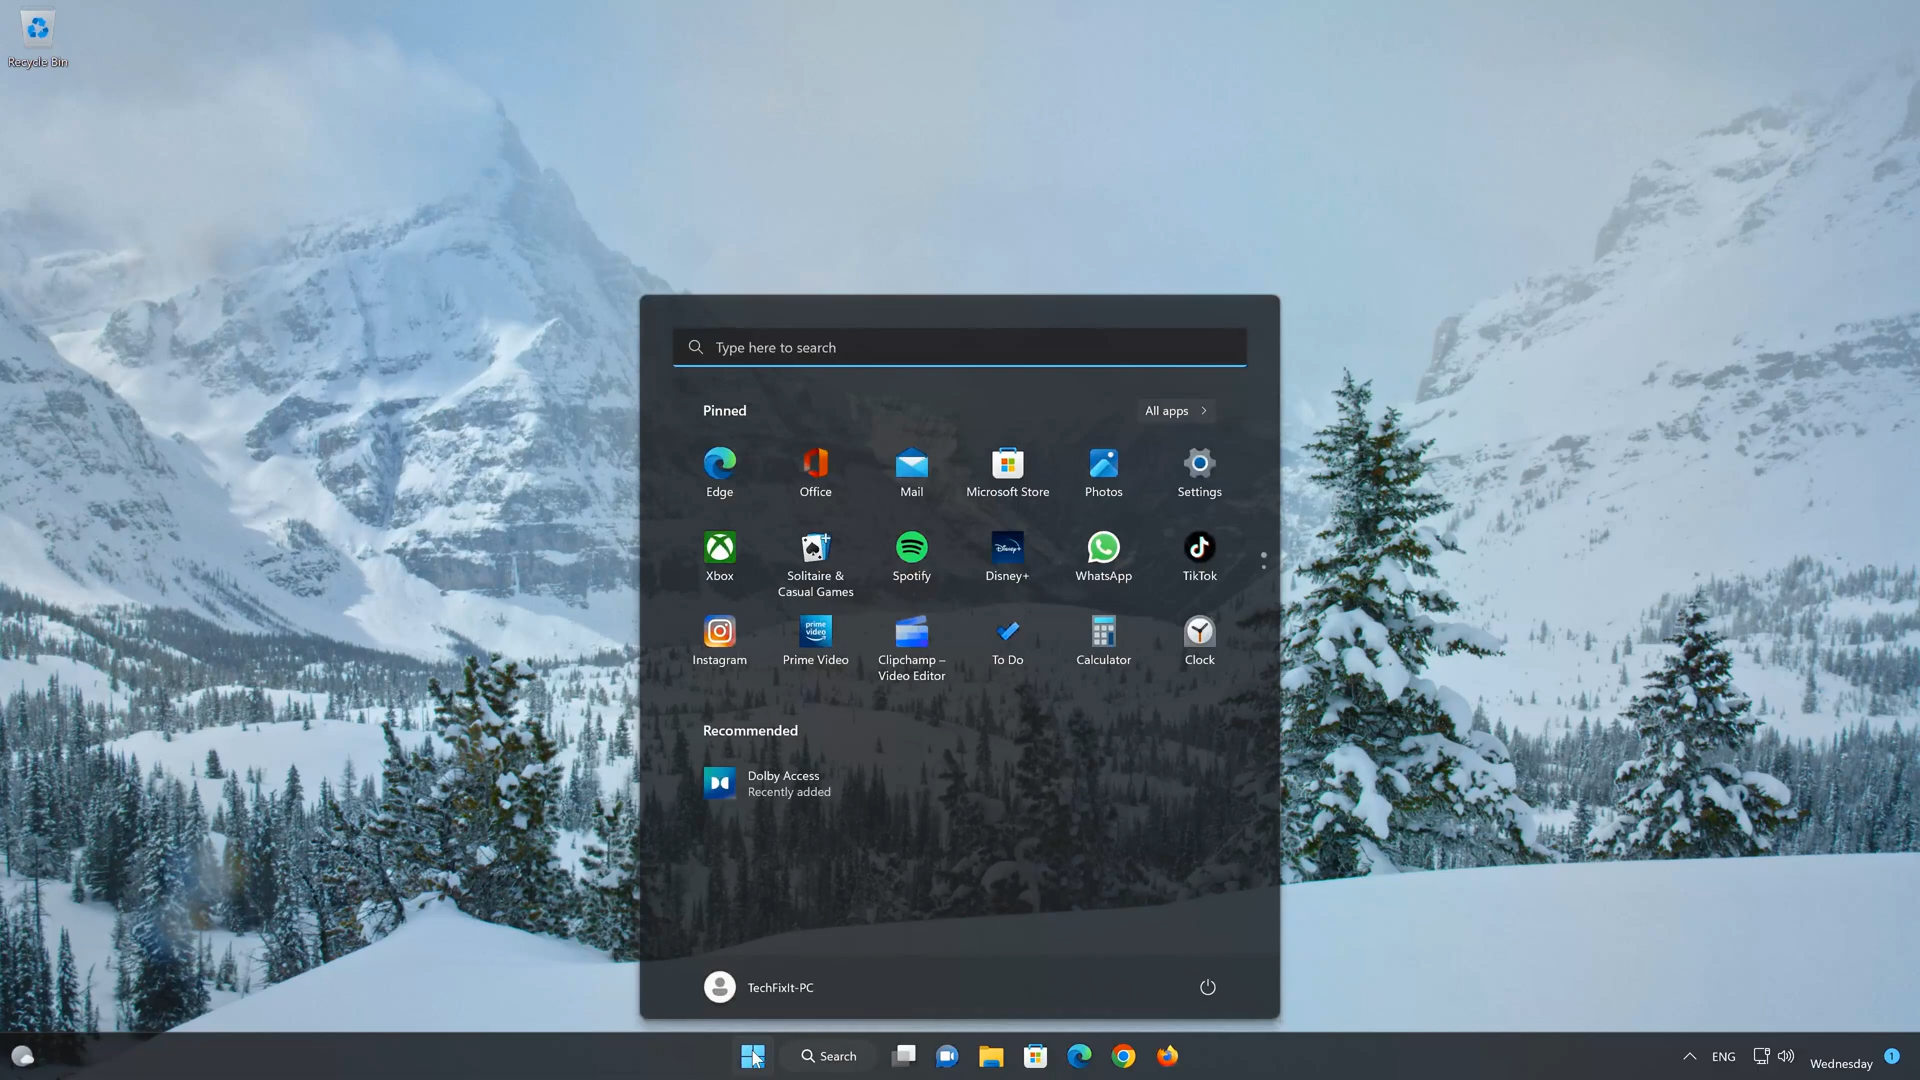 Recycle Bin
Type here to search
Pinned
All apps
Edge
Office
Mail
Microsoft Store
Photos
Settings
Xbox
Solitaire &
Casual Games
Spotify
Disney+
WhatsApp
TikTok
Instagram
prime
video
Prime Video
Clipchamp –
Video Editor
To Do
Calculator
Clock
Recommended
Dolby Access
Recently added
TechFixIt-PC
Search
ENG
Wednesday
1